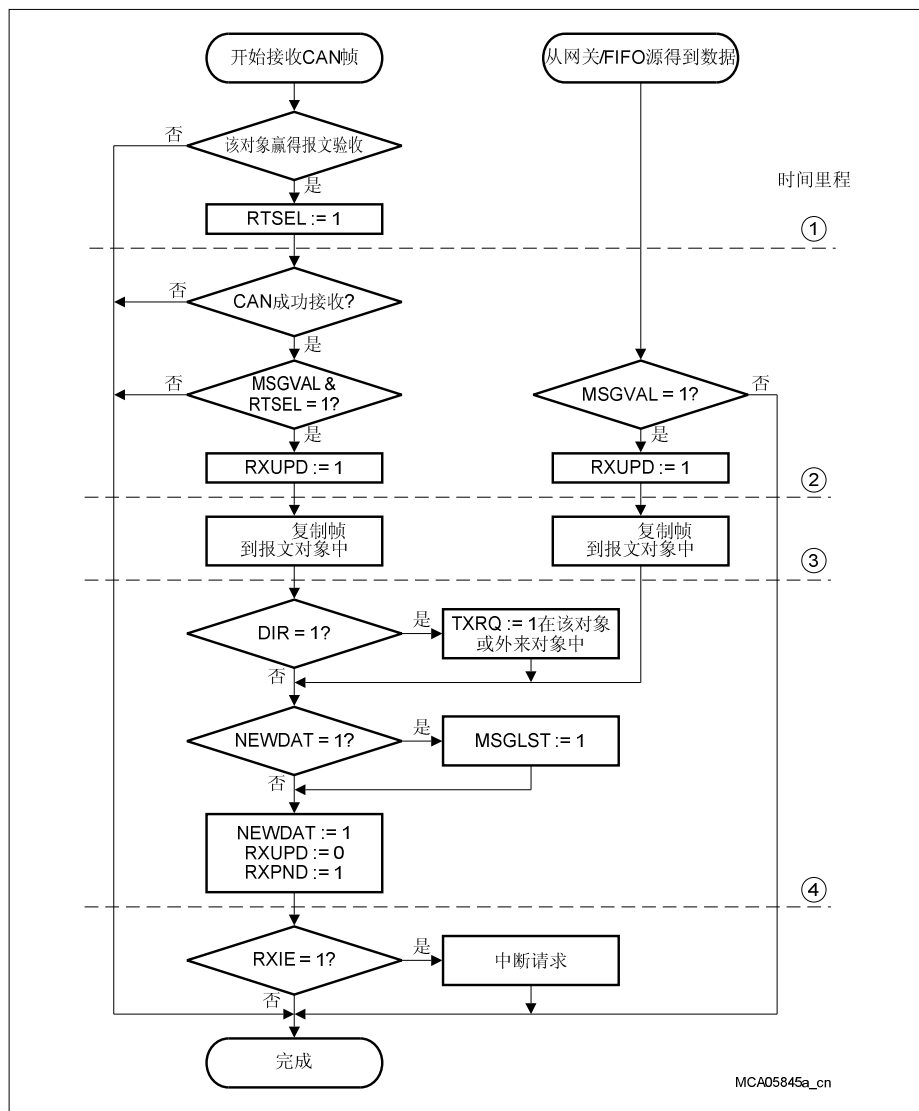 开始接收CAN帧
从网关/FIFO源得到数据
否
该对象赢得报文验收
是
时间里程
RTSEL := 1
①
否
CAN成功接收?
是
否
MSGVAL &
RTSEL = 1?
MSGVAL = 1?
否
是
是
RXUPD := 1
RXUPD := 1
②
复制帧
到报文对象中
复制帧
到报文对象中
③
DIR = 1?
是
TXRQ := 1在该对象
或外来对象中
否
NEWDAT = 1?
是
MSGLST := 1
否
NEWDAT := 1
RXUPD := 0
RXPND := 1
④
RXIE = 1?
是
中断请求
否
完成
MCA05845a_cn